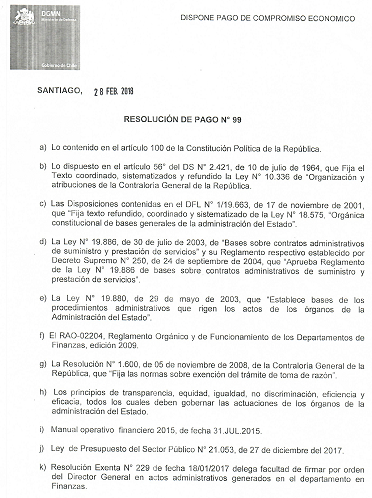 DGMN
Ministerio de Defensa
Gobierno de Chile
DISPONE PAGO DE COMPROMISO ECONOMICO
SANTIAGO, 28 FEB. 2018
RESOLUCIÓN DE PAGO N° 99
a) Lo contenido en el artículo 100 de la Constitución Política de la República.
b) Lo dispuesto en el artículo 56° del DS N° 2.421, de 10 de julio de 1964, que Fija el
Texto coordinado, sistematizados y refundido la Ley N° 10.336 de "Organización y
atribuciones de la Contraloría General de la República.
c) Las Disposiciones contenidas en el DFL N° 1/19.663, de 17 de noviembre de 2001,
que "Fija texto refundido, coordinado y sistematizado de la Ley N° 18.575, "Orgánica
constitucional de bases generales de la administración del Estado".
d) La Ley N° 19.886, de 30 de julio de 2003, de "Bases sobre contratos administrativos
de suministro y prestación de servicios" y su Reglamento respectivo establecido por
Decreto Supremo N° 250, de 24 de septiembre de 2004, que "Aprueba Reglamento
de la Ley N° 19.886 de bases sobre contratos administrativos de suministro y
prestación de servicios".
e) La Ley N° 19.880, de 29 de mayo de 2003, que "Establece bases de los
procedimientos administrativos que rigen los actos de los órganos de la
Administración del Estado".
f) El RAO-02204, Reglamento Orgánico y de Funcionamiento de los Departamentos de
Finanzas, edición 2009.
g) La Resolución N° 1.600, de 05 de noviembre de 2008, de la Contraloría General de la
República, que "Fija las normas sobre exención del trámite de toma de razón".
h) Los principios de transparencia, equidad, igualdad, no discriminación, eficiencia y
eficacia, todos los cuales deben gobernar las actuaciones de los órganos de la
administración del Estado.
i) Manual operativo financiero 2015, de fecha 31.JUL.2015.
j) Ley de Presupuesto del Sector Público N° 21.053, de 27 de diciembre del 2017.
k) Resolución Exenta N° 229 de fecha 18/01/2017 delega facultad de firmar por orden
del Director General en actos administrativos generados en el departamento en
Finanzas.